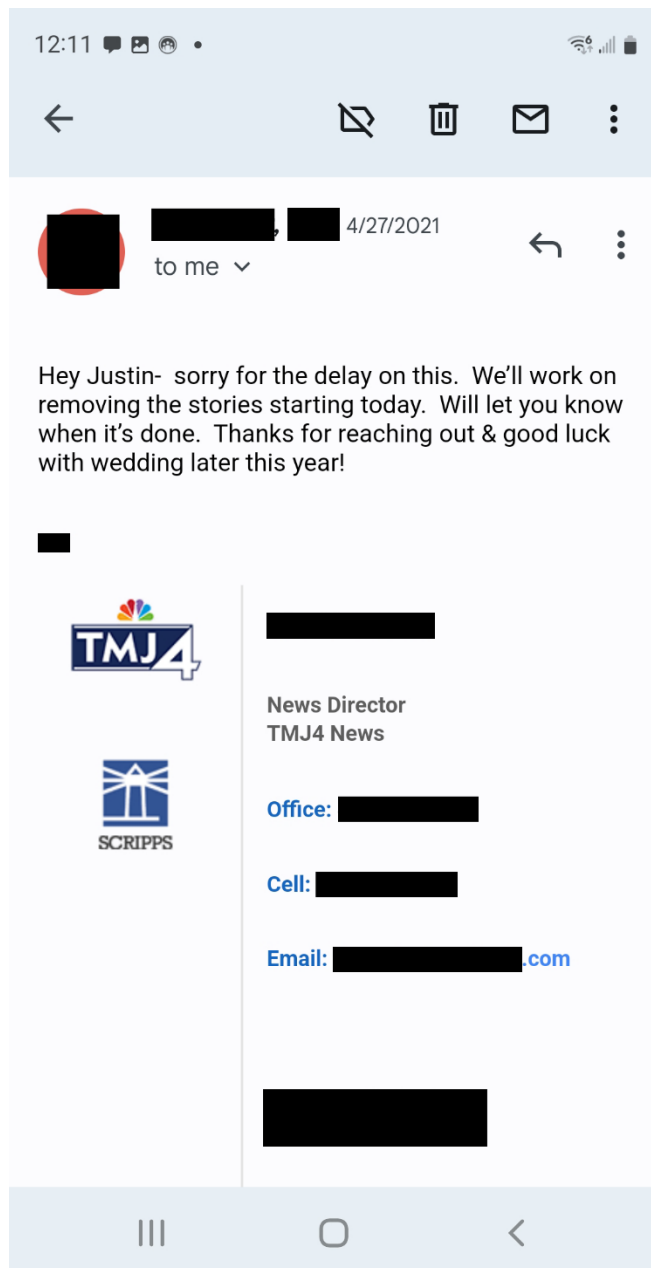 12:11
, 4/27/2021
to me
Hey Justin-  sorry for the delay on this.  We’ll work on
removing the stories starting today.  Will let you know
when it’s done.  Thanks for reaching out & good luck
with wedding later this year!
TMJ4
News Director
TMJ4 News
SCRIPPS
Office:
Cell:
Email: .com